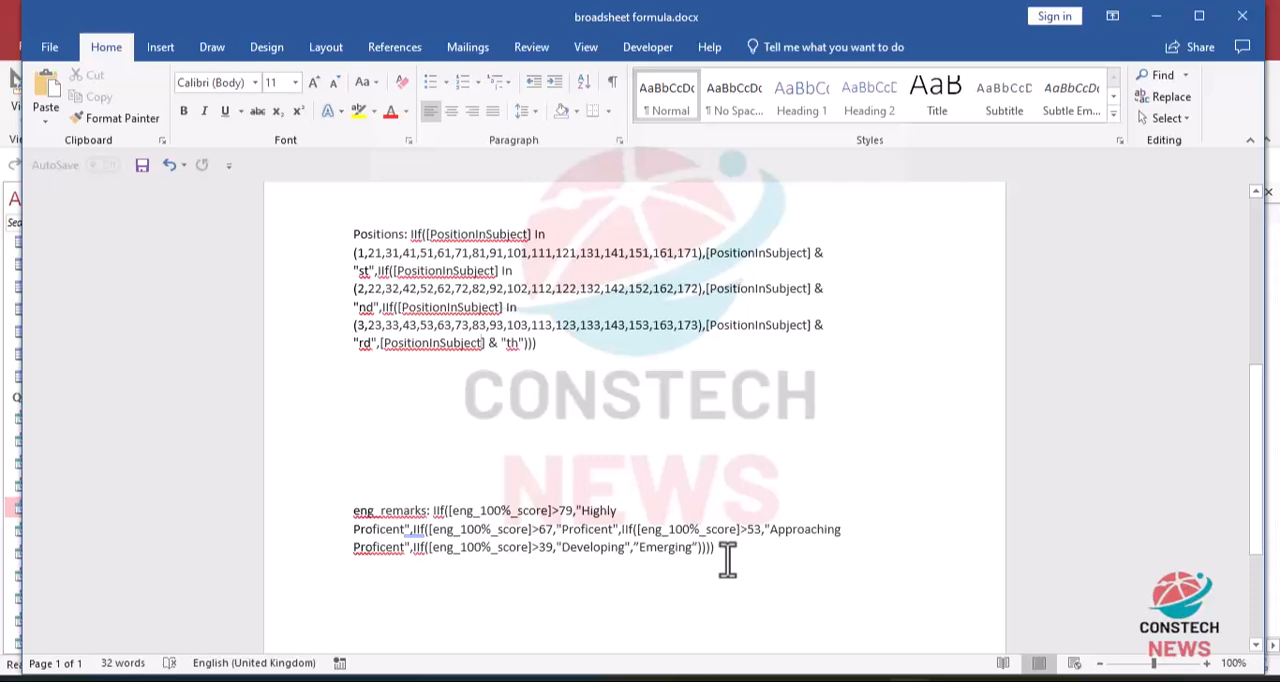 broadsheet formula.docx
Sign in
File Home Insert Draw Design Layout References Mailings Review View Developer Help Tell me what you want to do Share
Paste
Cut
Copy
Format Painter
Clipboard
Calibri (Body) 11
Font
Paragraph
AaBbCcDc AaBbCcDc AaBbC( AaBbCcD AaB AaBbCcD AaBbCcDc
¶ Normal ¶ No Spac... Heading 1 Heading 2 Title Subtitle Subtle Em...
Styles
Find
Replace
Select
Editing
AutoSave
Positions: IIf([PositionInSubject] In
(1,21,31,41,51,61,71,81,91,101,111,121,131,141,151,161,171),[PositionInSubject] &
"st",IIf([PositionInSubject] In
(2,22,32,42,52,62,72,82,92,102,112,122,132,142,152,162,172),[PositionInSubject] &
"nd",IIf([PositionInSubject] In
(3,23,33,43,53,63,73,83,93,103,113,123,133,143,153,163,173),[PositionInSubject] &
"rd",[PositionInSubject] & "th")))
CONSTECH
NEWS
eng_remarks: IIf([eng_100%_score]>79,"Highly
Proficent",IIf([eng_100%_score]>67,"Proficent",IIf([eng_100%_score]>53,"Approaching
Proficent",IIf([eng_100%_score]>39,"Developing","Emerging"))))
CONSTECH
NEWS
Page 1 of 1 32 words English (United Kingdom) 100%